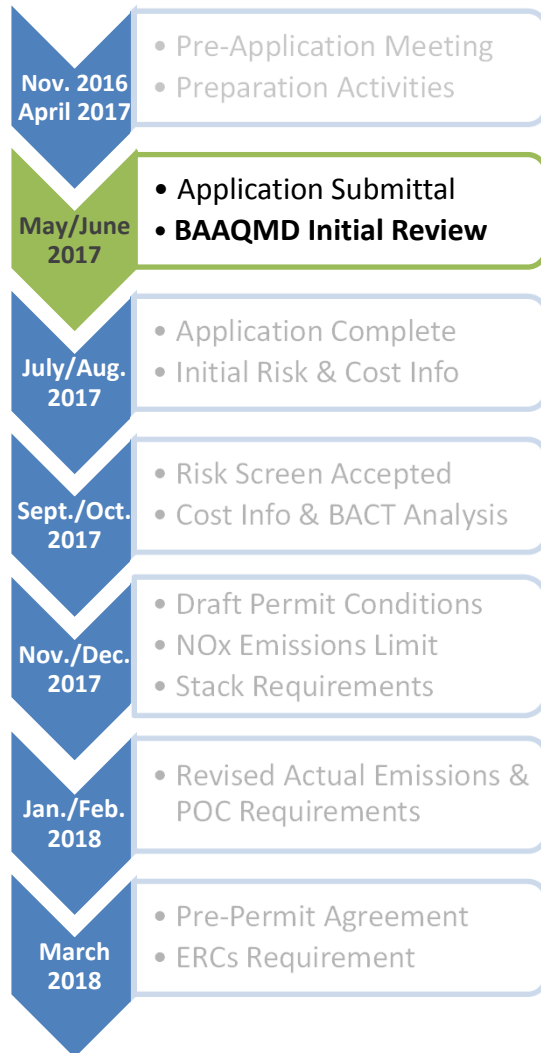 Nov. 2016
April 2017
• Pre-Application Meeting
• Preparation Activities
May/June
2017
• Application Submittal
• BAAQMD Initial Review
July/Aug.
2017
• Application Complete
• Initial Risk & Cost Info
Sept./Oct.
2017
• Risk Screen Accepted
• Cost Info & BACT Analysis
Nov./Dec.
2017
• Draft Permit Conditions
• NOx Emissions Limit
• Stack Requirements
Jan./Feb.
2018
• Revised Actual Emissions &
POC Requirements
March
2018
• Pre-Permit Agreement
• ERCs Requirement